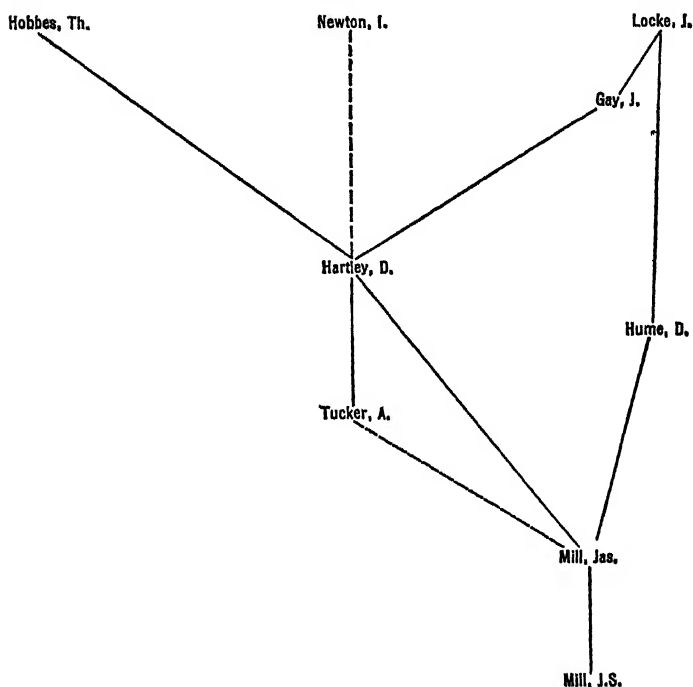 Hobbes, Th.
Newton, I.
Locke, J.
Gay, J.
Hartley, D.
Hume, D.
Tucker, A.
Mill, Jas.
Mill, J.S.